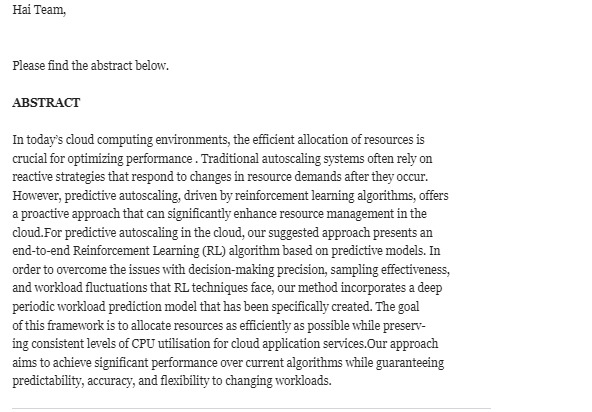 Hai Team,
Please find the abstract below.
ABSTRACT
In today's cloud computing environments, the efficient allocation of resources is
crucial for optimizing performance . Traditional autoscaling systems often rely on
reactive strategies that respond to changes in resource demands after they occur.
However, predictive autoscaling, driven by reinforcement learning algorithms, offers
a proactive approach that can significantly enhance resource management in the
cloud.For predictive autoscaling in the cloud, our suggested approach presents an
end-to-end Reinforcement Learning (RL) algorithm based on predictive models. In
order to overcome the issues with decision-making precision, sampling effectiveness,
and workload fluctuations that RL techniques face, our method incorporates a deep
periodic workload prediction model that has been specifically created. The goal
of this framework is to allocate resources as efficiently as possible while preserv-
ing consistent levels of CPU utilisation for cloud application services.Our approach
aims to achieve significant performance over current algorithms while guaranteeing
predictability, accuracy, and flexibility to changing workloads.